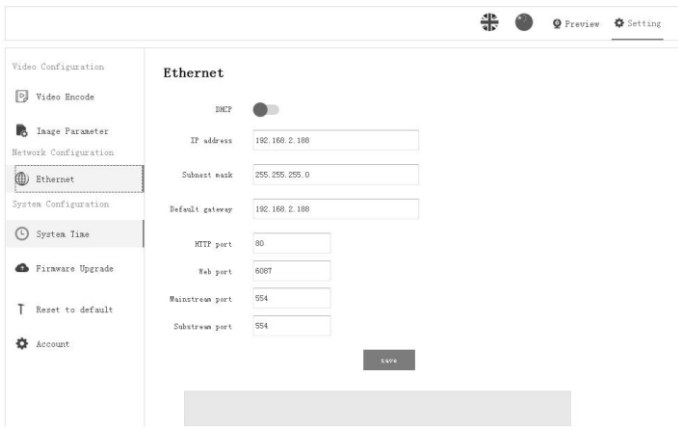 Preview Setting
Video Configuration
Video Encode
Image Parameter
Network Configuration
Ethernet
System Configuration
System Time
Firmware Upgrade
Reset to default
Account
Ethernet
DHCP
IP address 192.168.2.188
Subnast mask 255.255.255.0
Default gateway 192.168.2.188
HTTP port 80
Web port 6087
Mainstream port 554
Substream port 554
save